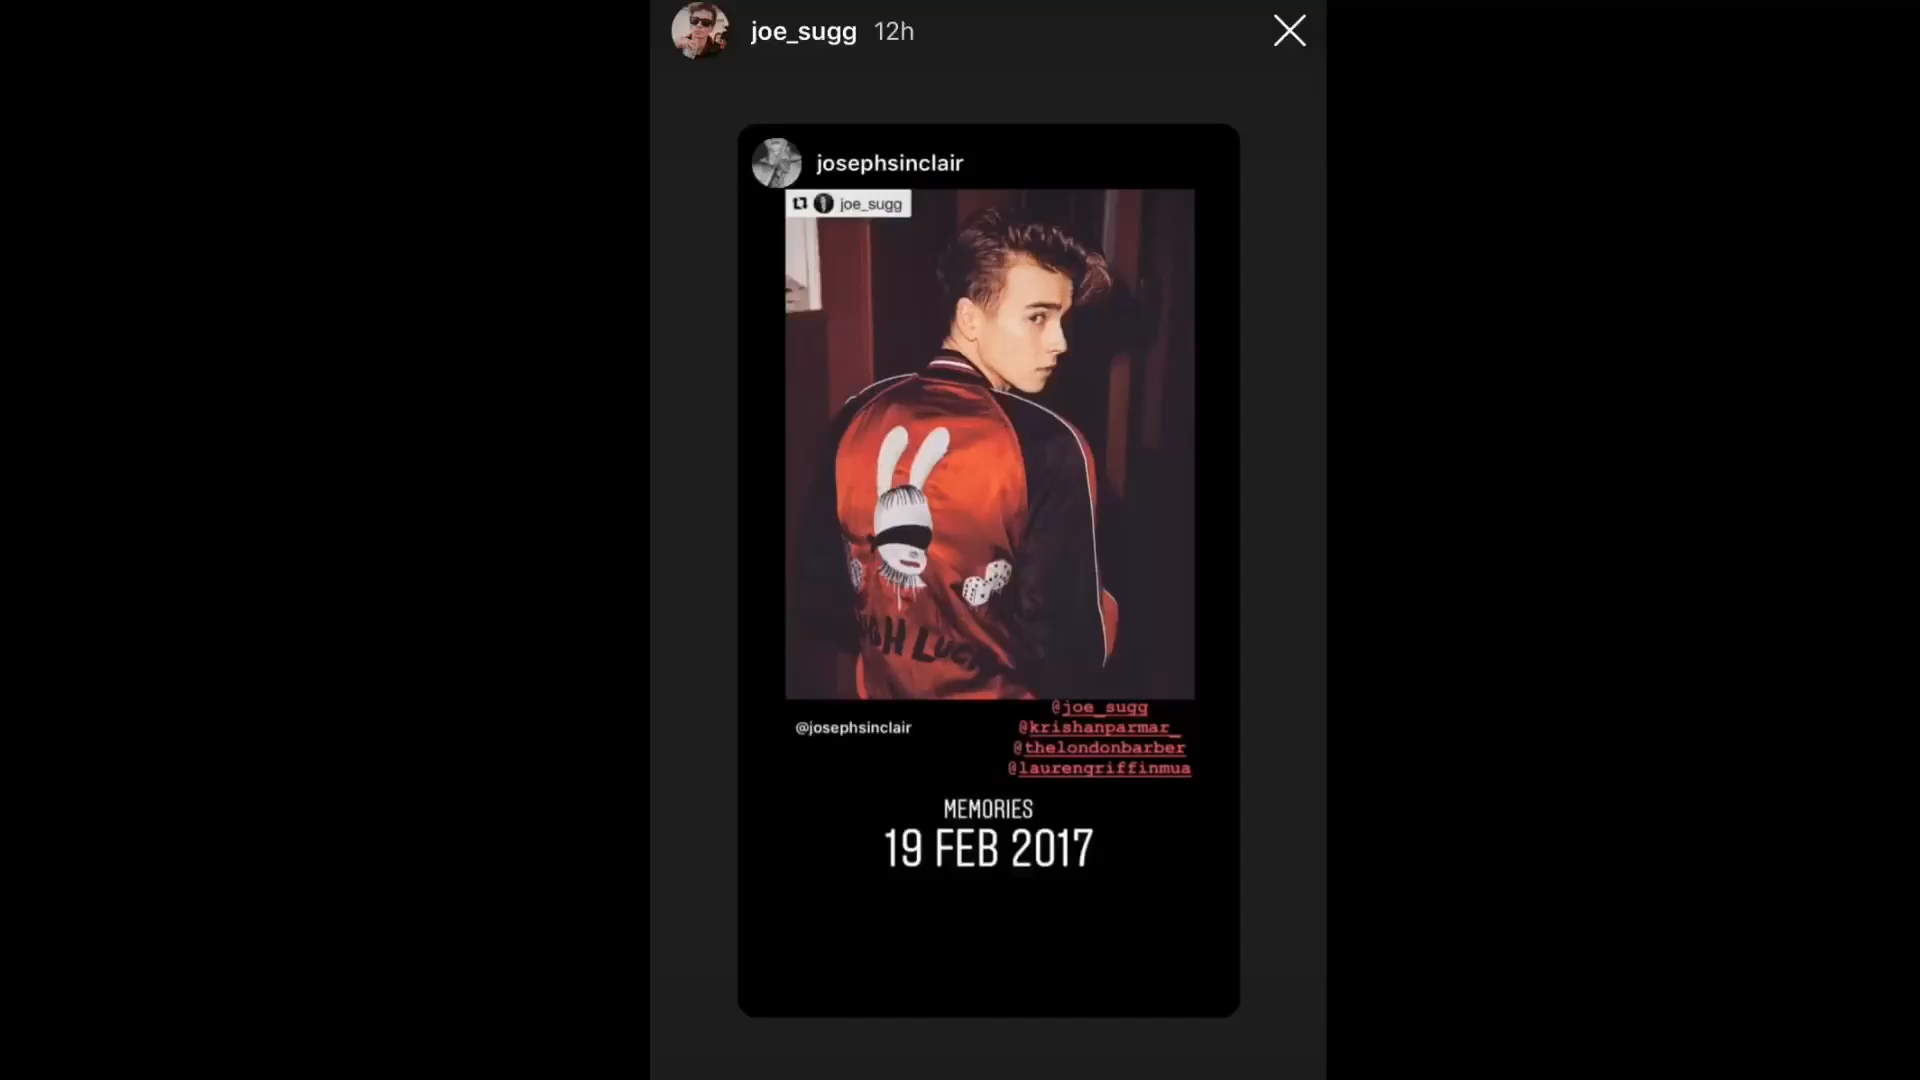 joe_sugg 12h
josephsinclair
joe_sugg
@josephsinclair
@joe_sugg
@krishanparmar_
@thelondonbarber
@laurengriffinmua
MEMORIES
19 FEB 2017